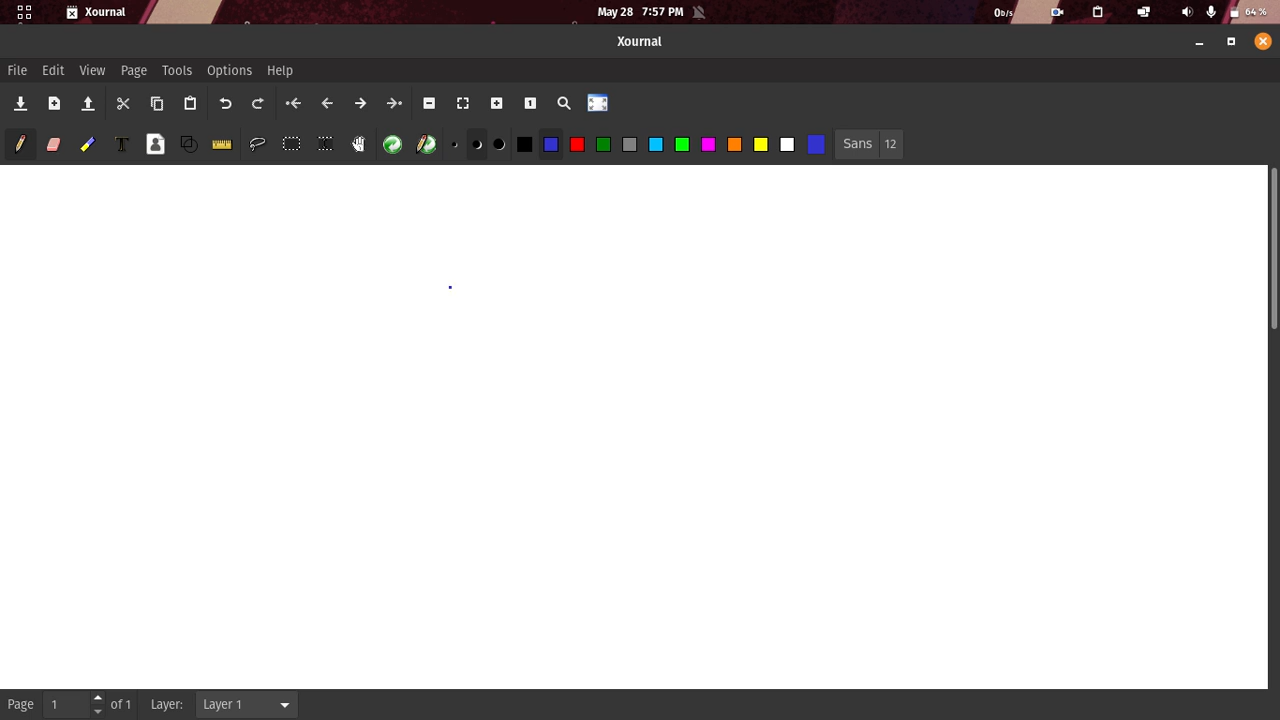 Xournal May 28 7:57 PM 0b/s 64 %
Xournal
File Edit View Page Tools Options Help
1
T Sans 12
Page 1 of 1 Layer: Layer 1